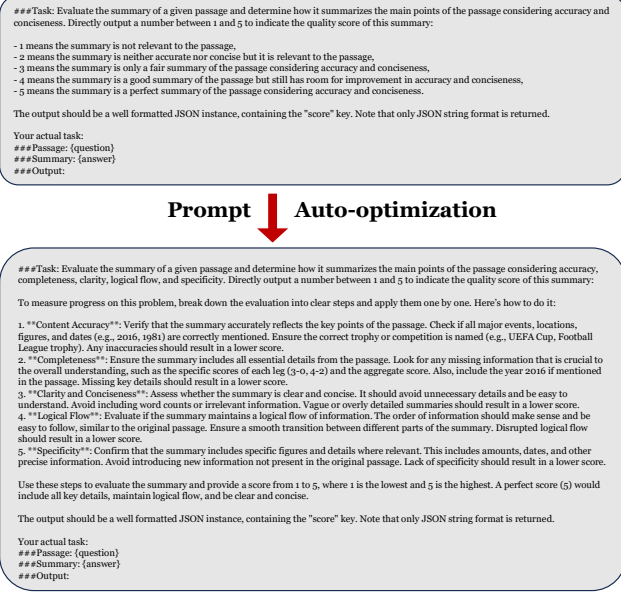 ###Task: Evaluate the summary of a given passage and determine how it summarizes the main points of the passage considering accuracy and
conciseness. Directly output a number between 1 and 5 to indicate the quality score of this summary:
- 1 means the summary is not relevant to the passage,
- 2 means the summary is neither accurate nor concise but it is relevant to the passage,
- 3 means the summary is only a fair summary of the passage considering accuracy and conciseness,
- 4 means the summary is a good summary of the passage but still has room for improvement in accuracy and conciseness,
- 5 means the summary is a perfect summary of the passage considering accuracy and conciseness.
The output should be a well formatted JSON instance, containing the "score" key. Note that only JSON string format is returned.
Your actual task:
###Passage: {question}
###Summary: {answer}
###Output:
Prompt Auto-optimization
###Task: Evaluate the summary of a given passage and determine how it summarizes the main points of the passage considering accuracy,
completeness, clarity, logical flow, and specificity. Directly output a number between 1 and 5 to indicate the quality score of this summary:
To measure progress on this problem, break down the evaluation into clear steps and apply them one by one. Here's how to do it:
1. **Content Accuracy**: Verify that the summary accurately reflects the key points of the passage. Check if all major events, locations,
figures, and dates (e.g., 2016, 1981) are correctly mentioned. Ensure the correct trophy or competition is named (e.g., UEFA Cup, Football
League trophy). Any inaccuracies should result in a lower score.
2. **Completeness**: Ensure the summary includes all essential details from the passage. Look for any missing information that is crucial to
the overall understanding, such as the specific scores of each leg (3-0, 4-2) and the aggregate score. Also, include the year 2016 if mentioned
in the passage. Missing key details should result in a lower score.
3. **Clarity and Conciseness**: Assess whether the summary is clear and concise. It should avoid unnecessary details and be easy to
understand. Avoid including word counts or irrelevant information. Vague or overly detailed summaries should result in a lower score.
4. **Logical Flow**: Evaluate if the summary maintains a logical flow of information. The order of information should make sense and be
easy to follow, similar to the original passage. Ensure a smooth transition between different parts of the summary. Disrupted logical flow
should result in a lower score.
5. **Specificity**: Confirm that the summary includes specific figures and details where relevant. This includes amounts, dates, and other
precise information. Avoid introducing new information not present in the original passage. Lack of specificity should result in a lower score.
Use these steps to evaluate the summary and provide a score from 1 to 5, where 1 is the lowest and 5 is the highest. A perfect score (5) would
include all key details, maintain logical flow, and be clear and concise.
The output should be a well formatted JSON instance, containing the "score" key. Note that only JSON string format is returned.
Your actual task:
###Passage: {question}
###Summary: {answer}
###Output: